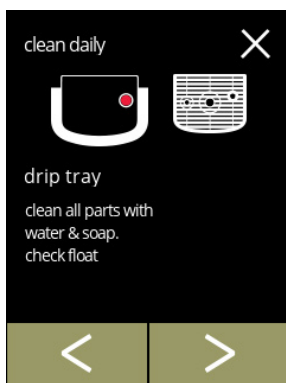 clean daily
drip tray
clean all parts with
water & soap.
check float